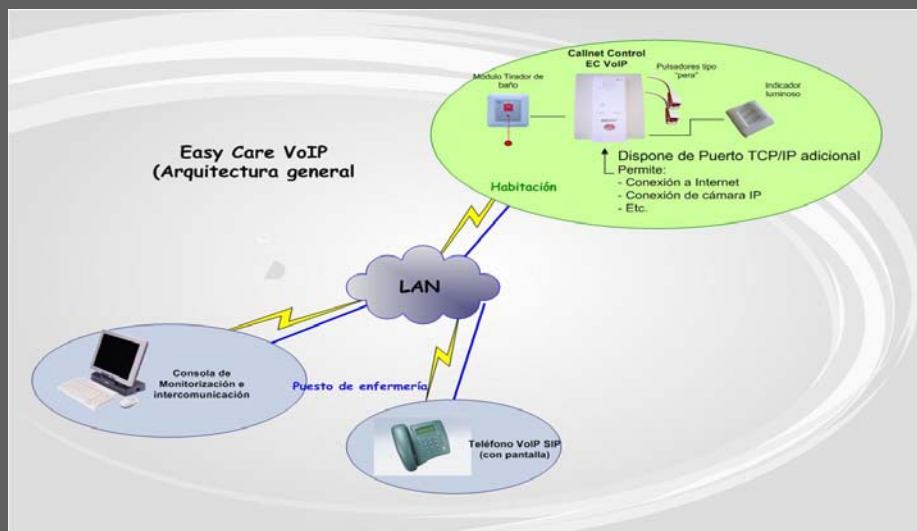 Callnet Control
EC VoIP
Pulsadores tipo
"pera"
Módulo Tirador de
baño
Indicador
luminoso
Easy Care VoIP
(Arquitectura general
Dispone de Puerto TCP/IP adicional
Permite:
- Conexión a Internet
- Conexión de cámara IP
- Etc.
Habitación
LAN
Consola de
Monitorización e
intercomunicación
Puesto de enfermería
Teléfono VoIP SIP
(con pantalla)